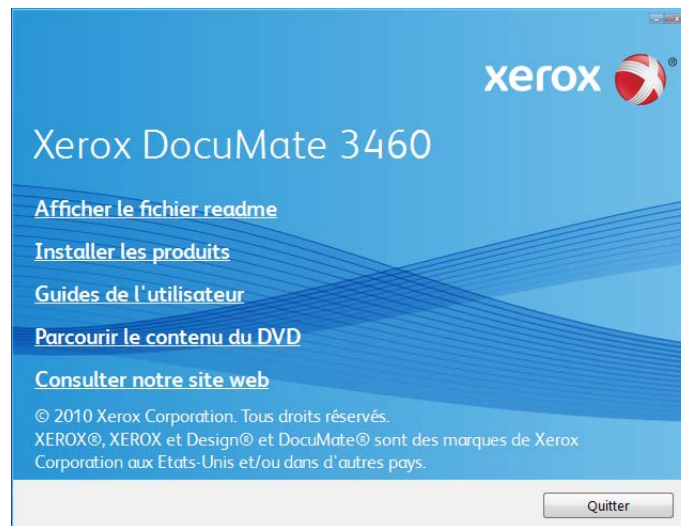 xerox ®
Xerox DocuMate 3460
Afficher le fichier readme
Installer les produits
Guides de l'utilisateur
Parcourir le contenu du DVD
Consulter notre site web
© 2010 Xerox Corporation. Tous droits réservés.
XEROX®, XEROX et Design® et DocuMate® sont des marques de Xerox
Corporation aux Etats-Unis et/ou dans d'autres pays.
Quitter